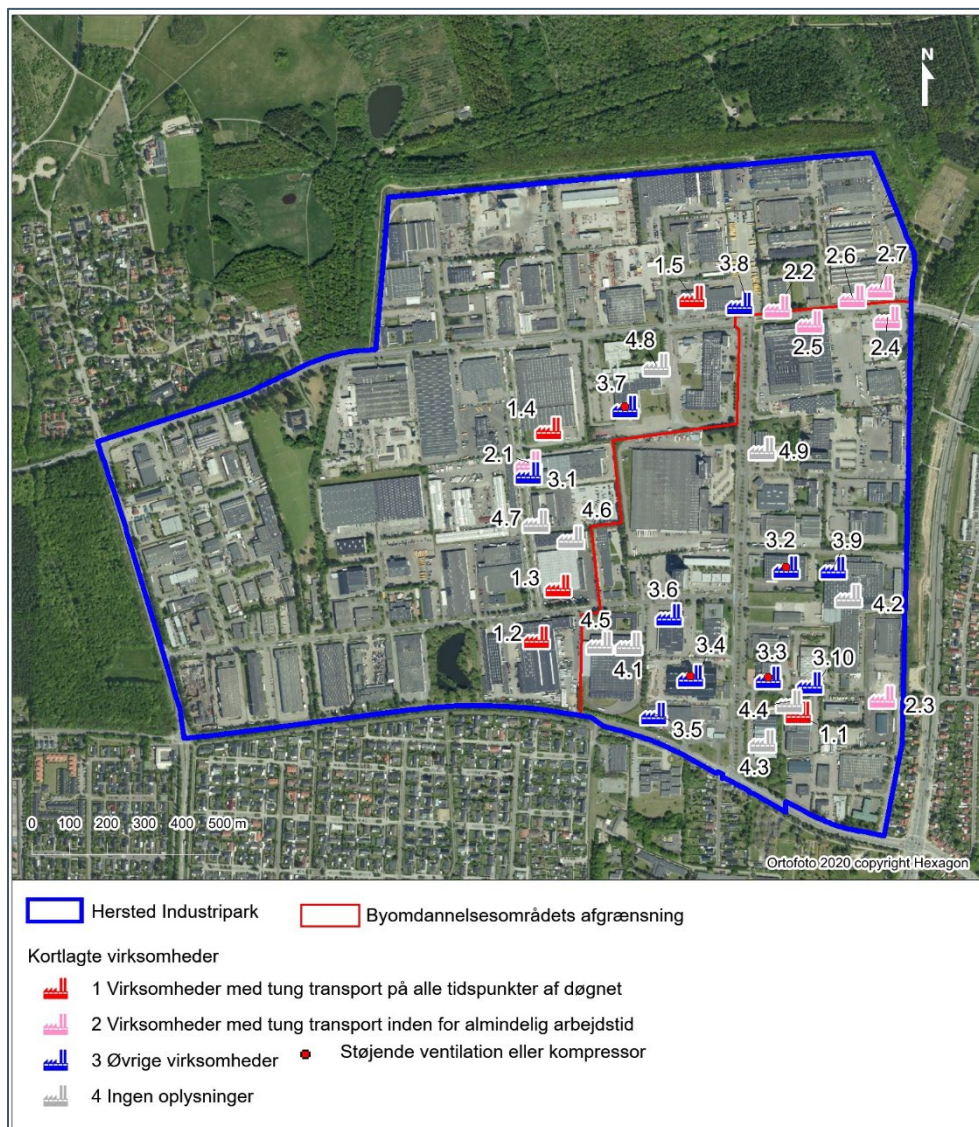 N
1.5
3.8
2.2
2.6
2.7
2.5
2.4
4.8
3.7
1.4
2.1
3.1
4.9
4.7
4.6
1.3
3.2
3.9
3.6
4.2
1.2
4.5
4.1
3.4
3.3
3.10
4.4
2.3
3.5
1.1
4.3
0 100 200 300 400 500 m
Ortofoto 2020 copyright Hexagon
Hersted Industripark
Byomdannelsesområdets afgrænsning
Kortlagte virksomheder
1 Virksomheder med tung transport på alle tidspunkter af døgnet
2 Virksomheder med tung transport inden for almindelig arbejdstid
3 Øvrige virksomheder
Støjende ventilation eller kompressor
4 Ingen oplysninger